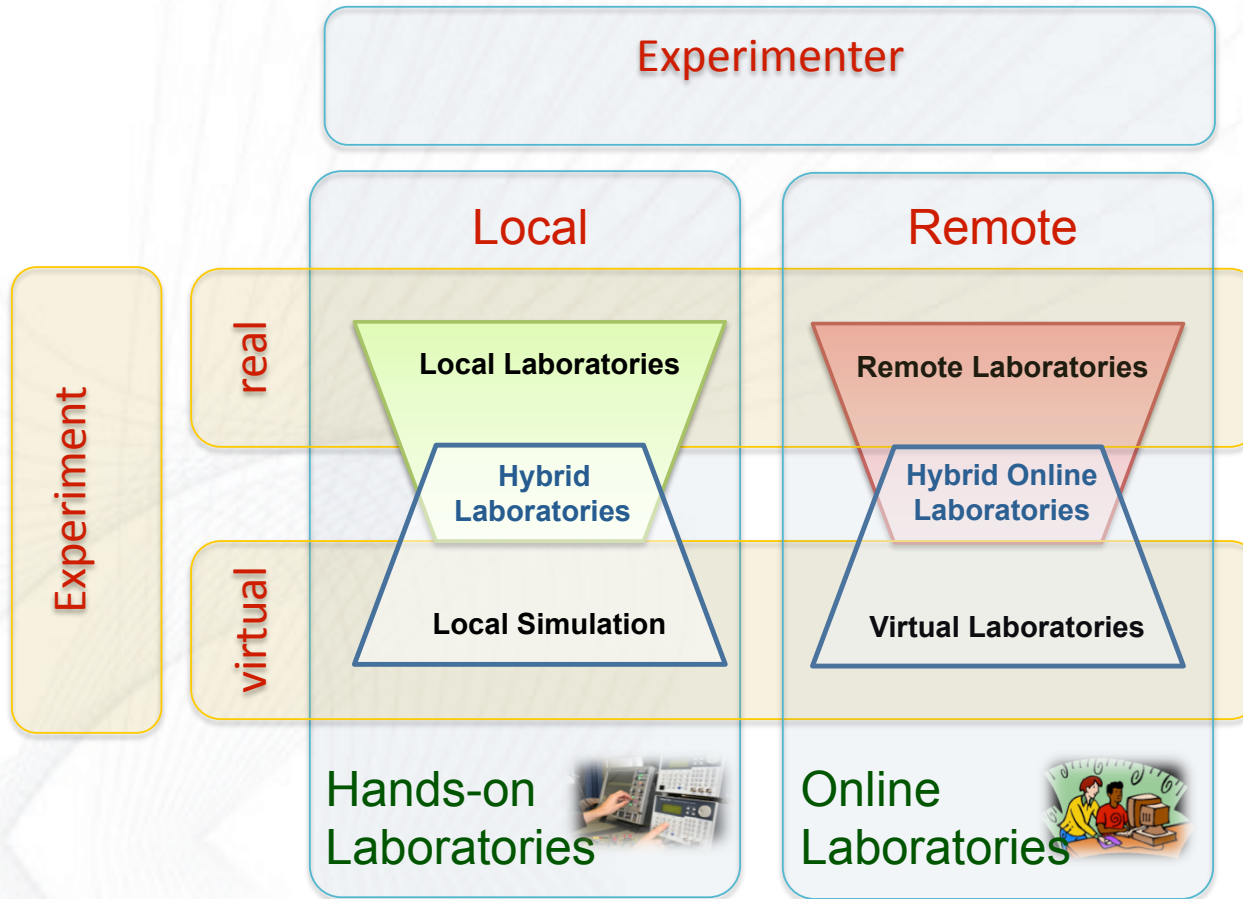 Experimenter
Local
Remote
Experiment
real
Local Laboratories
Remote Laboratories
Hybrid
Laboratories
Hybrid Online
Laboratories
virtual
Local Simulation
Virtual Laboratories
Hands-on
Laboratories
Online
Laboratories